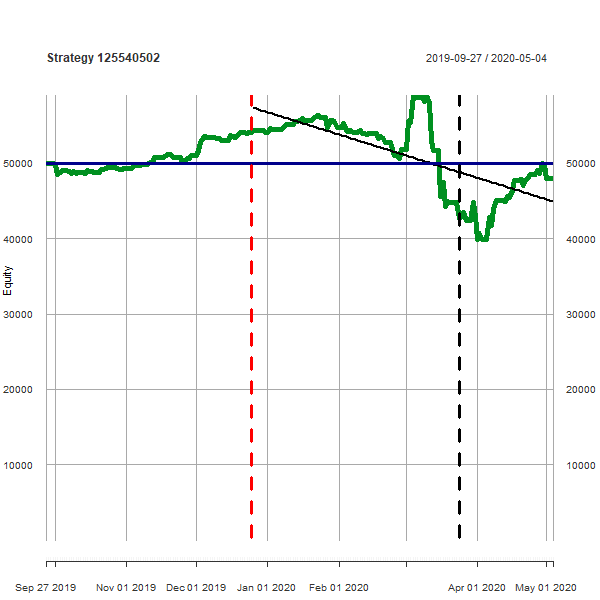 Strategy 125540502
2019-09-27 / 2020-05-04
50000
50000
40000
40000
Equity
30000
30000
20000
20000
10000
10000
Sep 27 2019
Nov 01 2019
Dec 01 2019
Jan 01 2020
Feb 01 2020
Apr 01 2020
May 01 2020